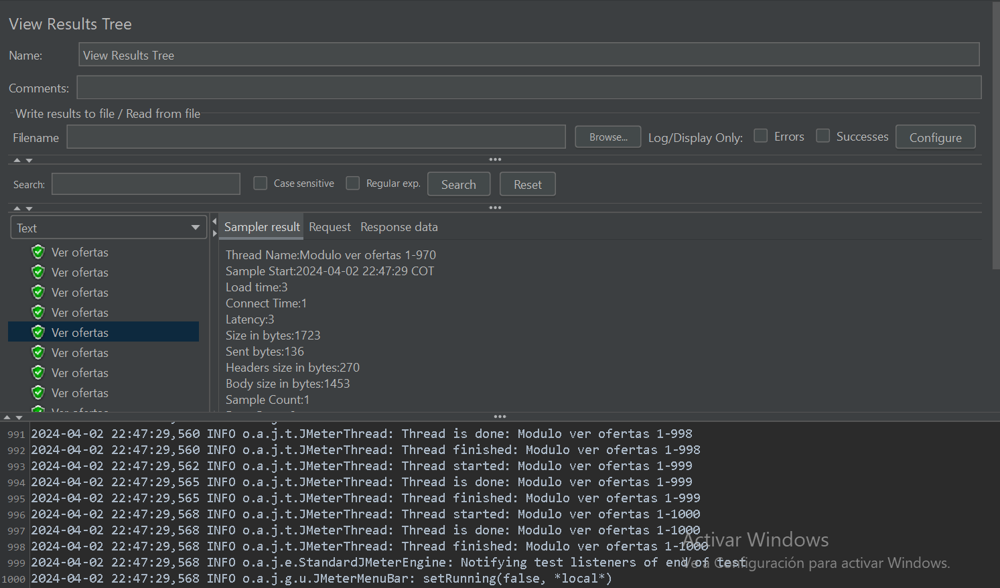 View Results Tree
Name: View Results Tree
Comments:
Write results to file / Read from file
Filename Browse... Log/Display Only: Errors Successes Configure
Search: Case sensitive Regular exp. Search Reset
Text Sampler result Request Response data
Ver ofertas
Ver ofertas
Ver ofertas
Ver ofertas
Ver ofertas
Ver ofertas
Ver ofertas
Ver ofertas
Ver ofertas
Thread Name:Modulo ver ofertas 1-970
Sample Start:2024-04-02 22:47:29 COT
Load time:3
Connect Time:1
Latency:3
Size in bytes:1723
Sent bytes:136
Headers size in bytes:270
Body size in bytes:1453
Sample Count:1
991 2024-04-02 22:47:29,560 INFO o.a.j.t.JMeterThread: Thread is done: Modulo ver ofertas 1-998
992 2024-04-02 22:47:29,560 INFO o.a.j.t.JMeterThread: Thread finished: Modulo ver ofertas 1-998
993 2024-04-02 22:47:29,562 INFO o.a.j.t.JMeterThread: Thread started: Modulo ver ofertas 1-999
994 2024-04-02 22:47:29,565 INFO o.a.j.t.JMeterThread: Thread is done: Modulo ver ofertas 1-999
995 2024-04-02 22:47:29,565 INFO o.a.j.t.JMeterThread: Thread finished: Modulo ver ofertas 1-999
996 2024-04-02 22:47:29,568 INFO o.a.j.t.JMeterThread: Thread started: Modulo ver ofertas 1-1000
997 2024-04-02 22:47:29,568 INFO o.a.j.t.JMeterThread: Thread is done: Modulo ver ofertas 1-1000
998 2024-04-02 22:47:29,568 INFO o.a.j.t.JMeterThread: Thread finished: Modulo ver ofertas 1-1000
999 2024-04-02 22:47:29,568 INFO o.a.j.e.StandardJMeterEngine: Notifying test listeners of end of test
1000 2024-04-02 22:47:29,568 INFO o.a.j.g.u.JMeterMenuBar: setRunning(false, *local*)
Activar Windows
Ve a Configuración para activar Windows.